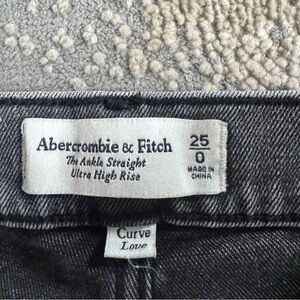 Abercrombie & Fitch
The Ankle Straight
Ultra High Rise
25
0
MADE IN
CHINA
Curve
Love